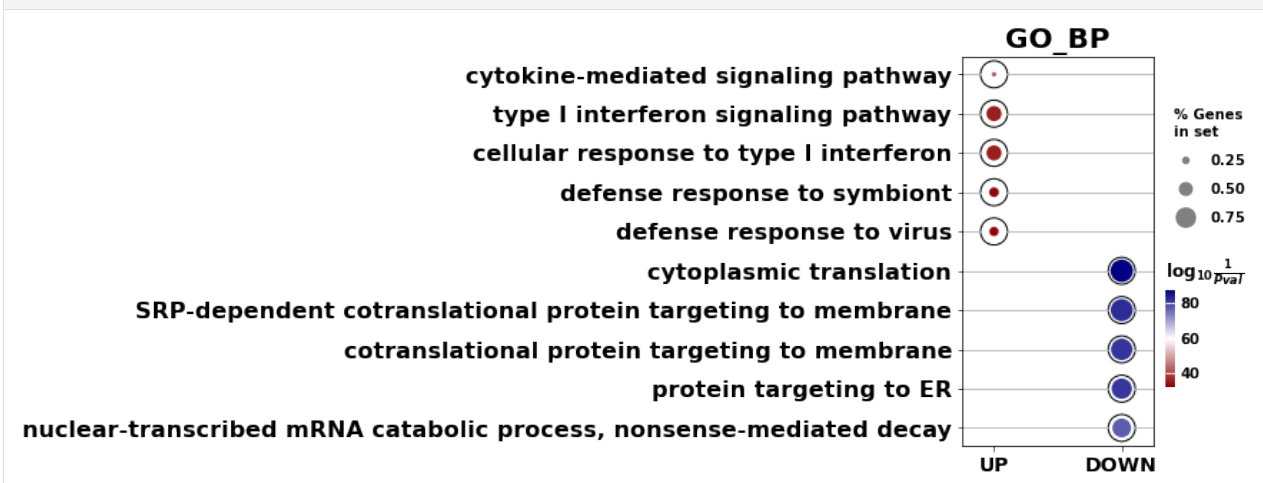 GO_BP
cytokine-mediated signaling pathway
type I interferon signaling pathway
cellular response to type I interferon
defense response to symbiont
defense response to virus
cytoplasmic translation
SRP-dependent cotranslational protein targeting to membrane
cotranslational protein targeting to membrane
protein targeting to ER
nuclear-transcribed mRNA catabolic process, nonsense-mediated decay
UP DOWN
% Genes
in set
0.25
0.50
0.75
log10 1/Pval
80
60
40